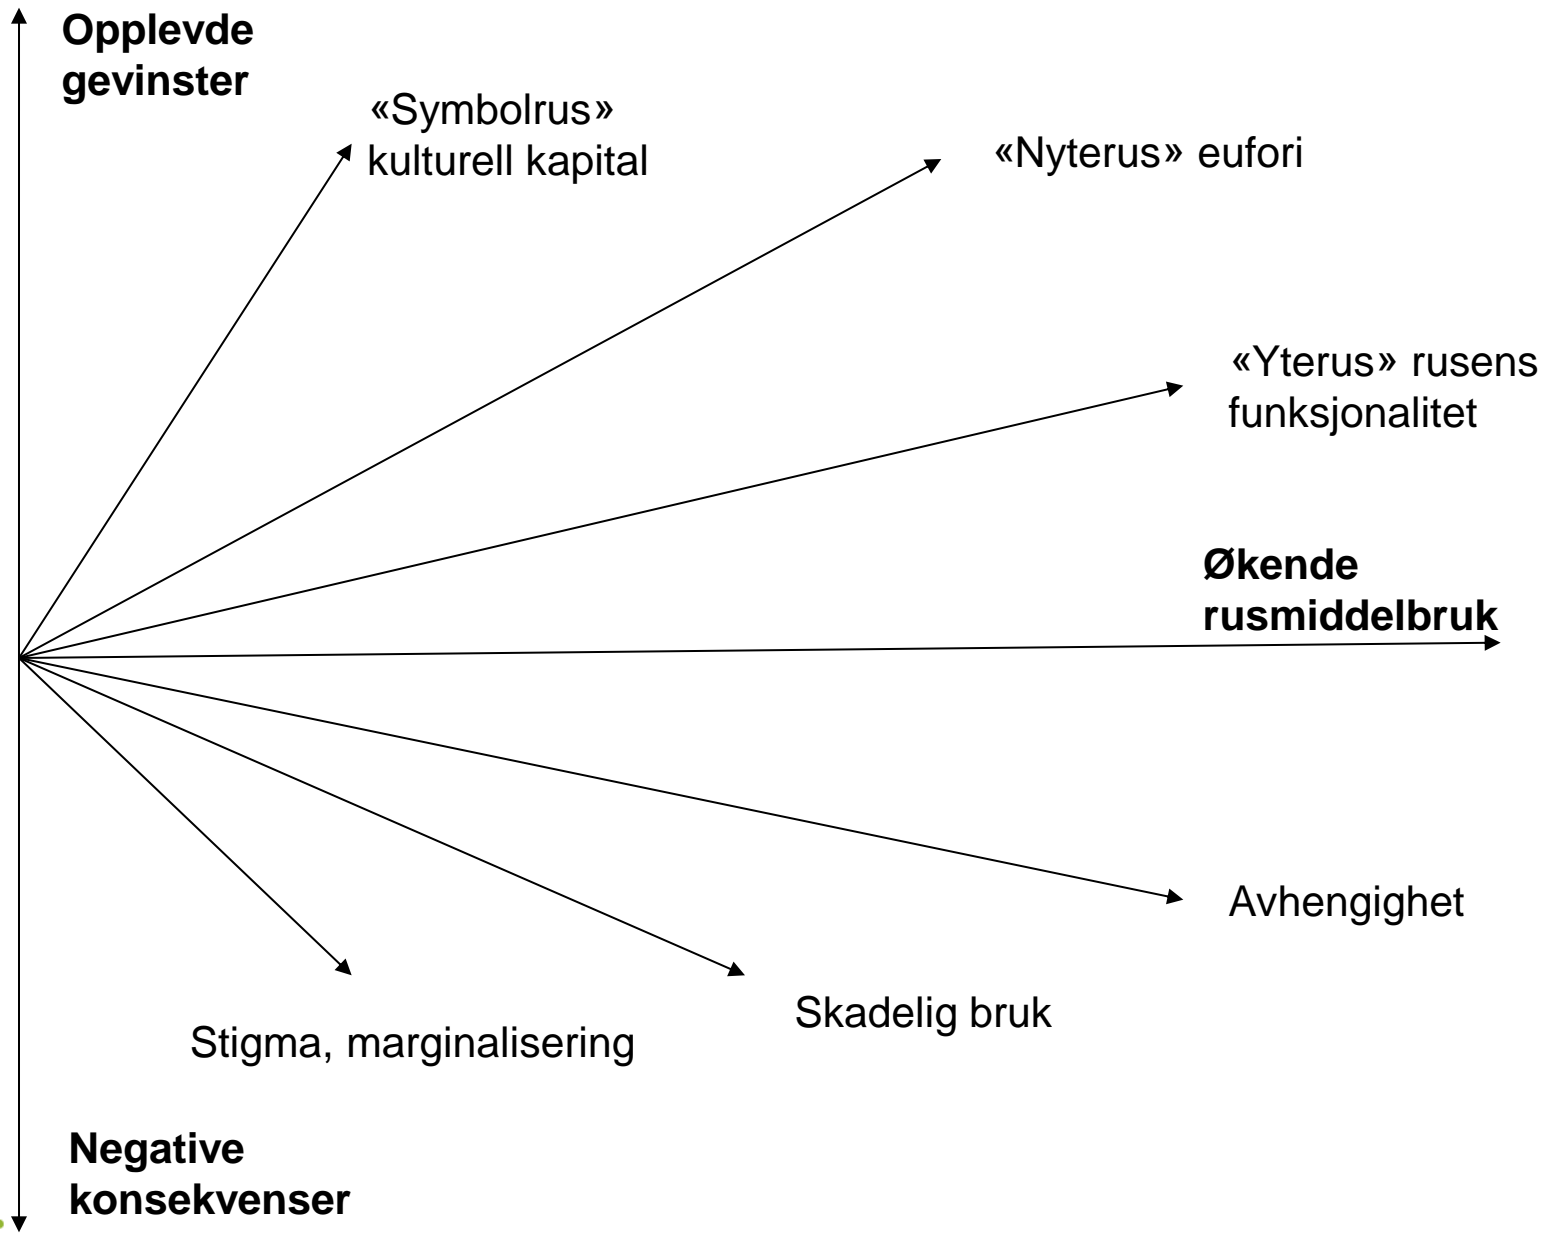 Opplevde
gevinster
«Symbolrus»
kulturell kapital
«Nyterus» eufori
«Yterus» rusens
funksjonalitet
Økende
rusmiddelbruk
Avhengighet
Skadelig bruk
Stigma, marginalisering
Negative
konsekvenser